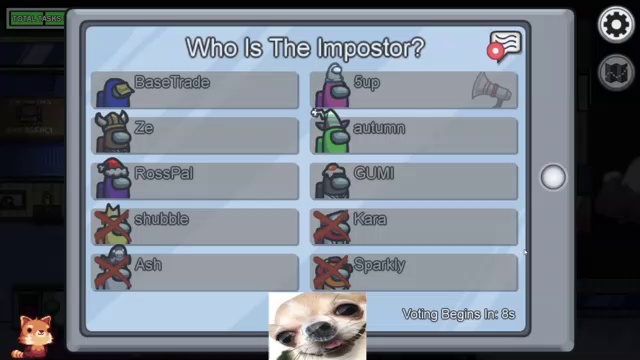 TOTAL TASKS
Who Is The Impostor?
BaseTrade
5up
Ze
autumn
RossPal
GUMI
shubble
Kara
Ash
Sparkly
Voting Begins In: 8s